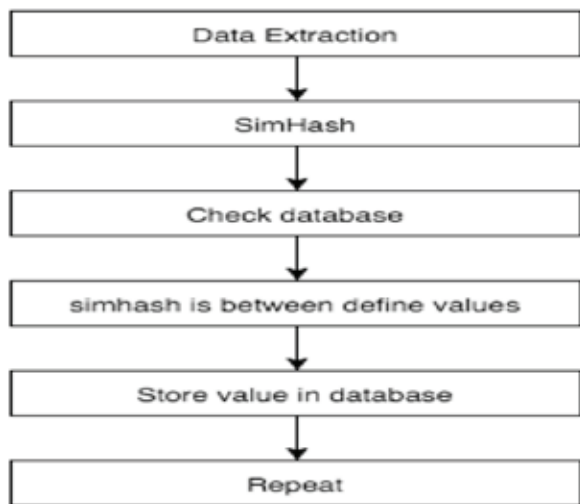 Data Extraction
SimHash
Check database
simhash is between define values
Store value in database
Repeat